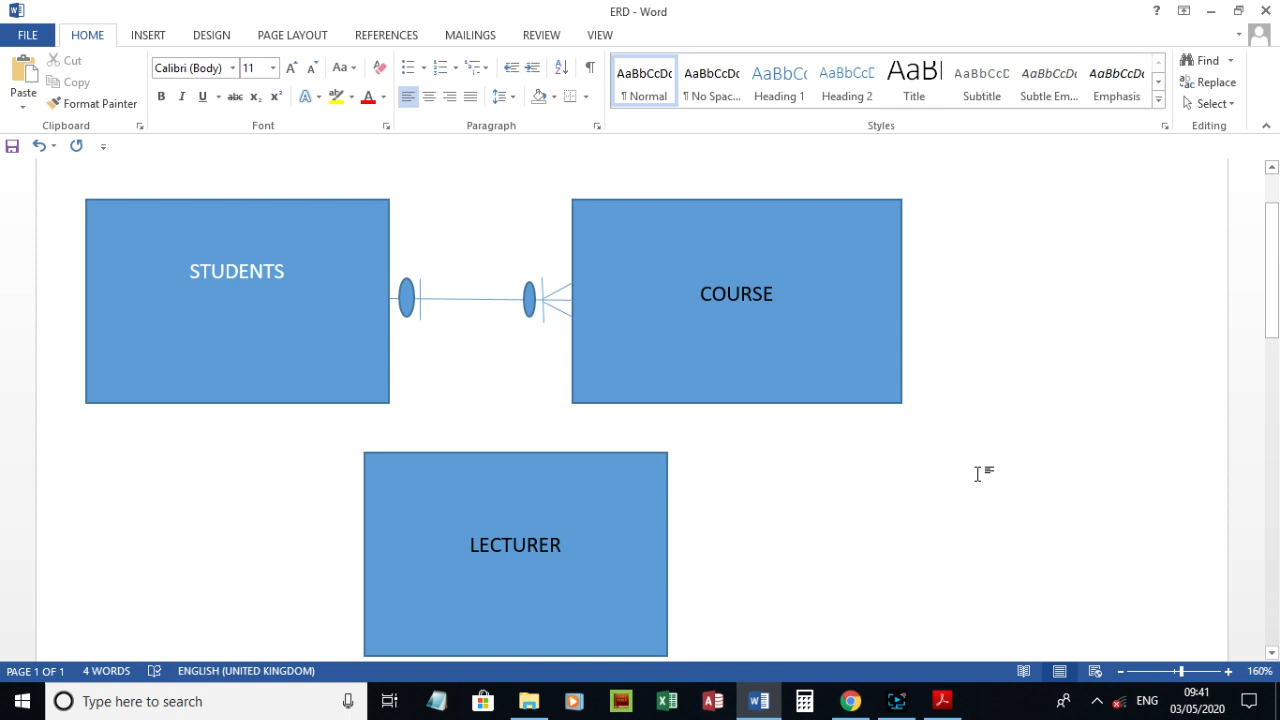 ERD - Word
FILE HOME INSERT DESIGN PAGE LAYOUT REFERENCES MAILINGS REVIEW VIEW
Paste
Cut
Copy
Format Painter
Clipboard
Calibri (Body) 11
Font
Paragraph
AaBbCcDc AaBbCcDc AaBbCc AaBbCcD AaBb AaBbCcD AaBbCcDc AaBbCcDc
¶ Normal ¶ No Spac... Heading 1 Heading 2 Title Subtitle Subtle Em... Emphasis
Styles
Find
Replace
Select
Editing
STUDENTS
COURSE
LECTURER
PAGE 1 OF 1 4 WORDS ENGLISH (UNITED KINGDOM) 160%
Type here to search
ENG
09:41
03/05/2020